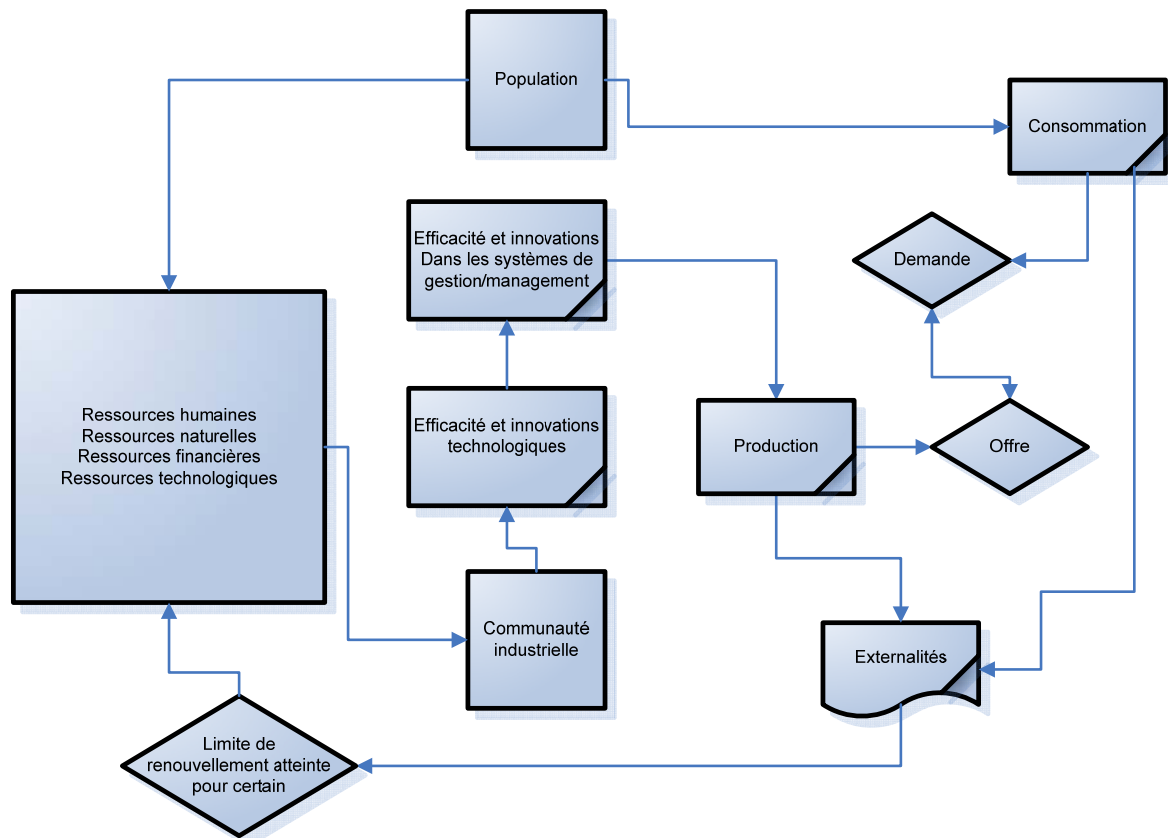 Population
Consommation
Efficacité et innovations
Dans les systèmes de
gestion/management
Demande
Ressources humaines
Ressources naturelles
Ressources financières
Ressources technologiques
Efficacité et innovations
technologiques
Production
Offre
Communauté
industrielle
Externalités
Limite de
renouvellement atteinte
pour certain